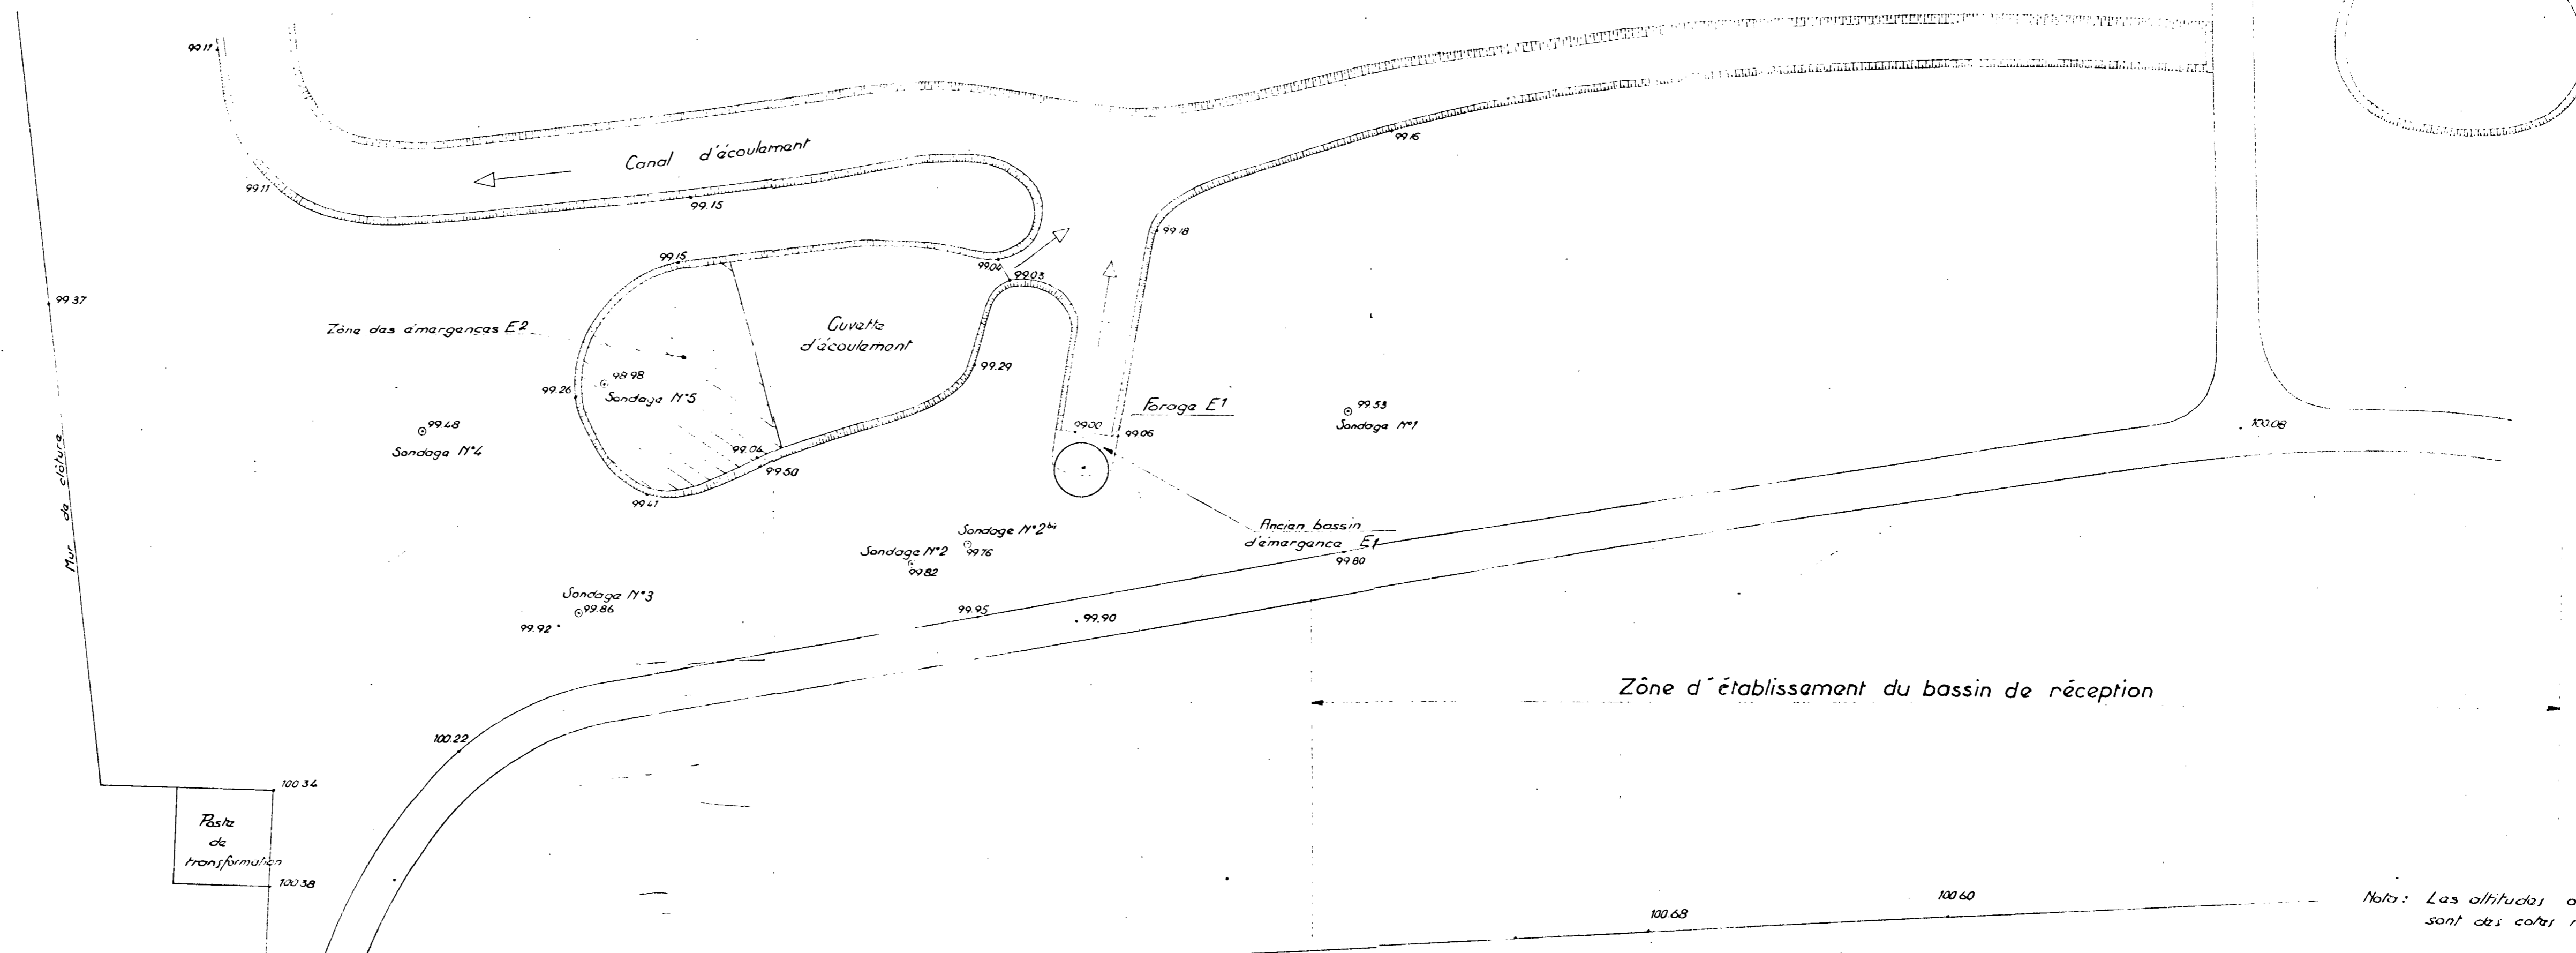 99 11
Canal d'écoulement
99 16
99 11
99.15
99 18
99.15
99.04
99.03
99 37
Zône des émergences E2
Cuvette
d'écoulement
99.29
98 98
99.26
Sondage N°5
Forage E1
99.53
Sondage N°1
99.48
Sondage N°4
99 00
99.06
100.08
99.04
99.50
99.41
Mur de clôture
Ancien bassin
d'émergence E1
Sondage N°2bis
99 76
Sondage N°2
99 82
99 80
Sondage N°3
99.86
99.92
99.95
99.90
Zône d'établissement du bassin de réception
100.22
100 34
Poste
de
transformation
100 38
100.68
100 60
Nota: Les altitudes
sont des cotes